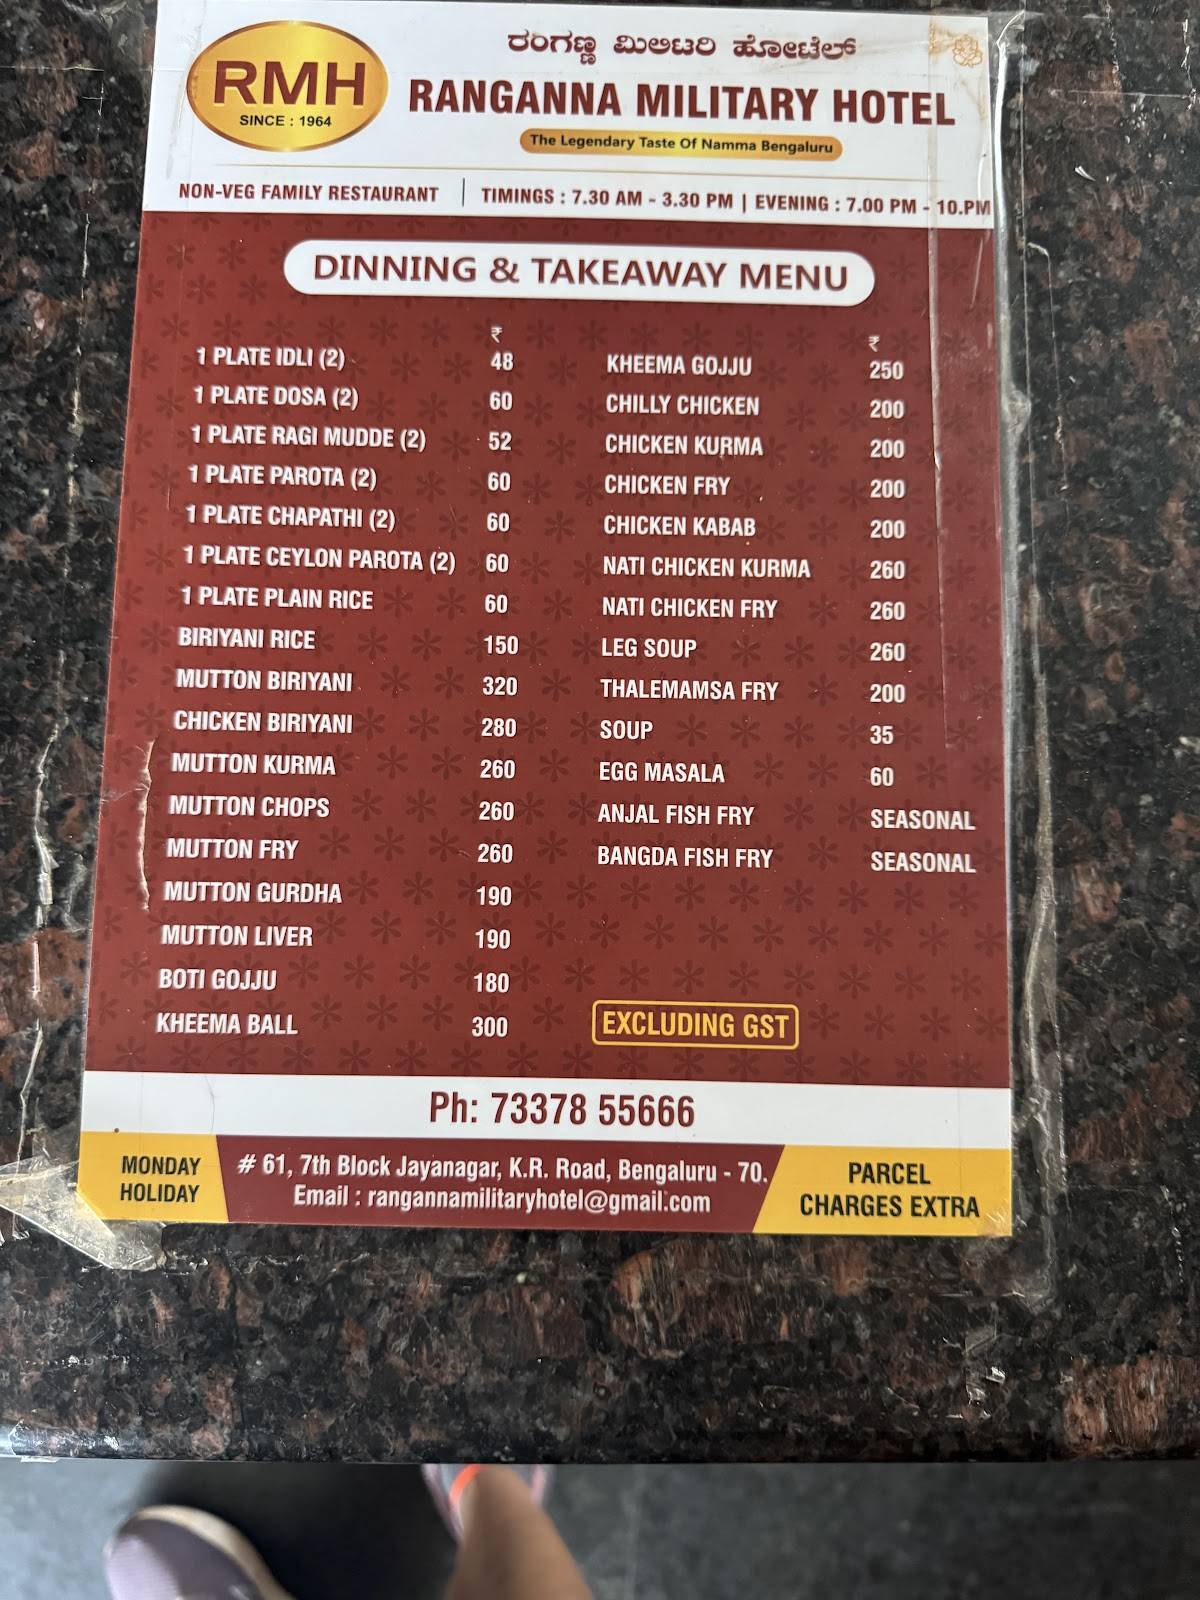 RMH
SINCE : 1964
ರಂಗಣ್ಣ ಮಿಲಿಟರಿ ಹೋಟೆಲ್
RANGANNA MILITARY HOTEL
The Legendary Taste Of Namma Bengaluru
NON-VEG FAMILY RESTAURANT | TIMINGS : 7.30 AM - 3.30 PM | EVENING : 7.00 PM - 10.PM
DINNING & TAKEAWAY MENU
₹
1 PLATE IDLI (2) 48
1 PLATE DOSA (2) 60
1 PLATE RAGI MUDDE (2) 52
1 PLATE PAROTA (2) 60
1 PLATE CHAPATHI (2) 60
1 PLATE CEYLON PAROTA (2) 60
1 PLATE PLAIN RICE 60
BIRIYANI RICE 150
MUTTON BIRIYANI 320
CHICKEN BIRIYANI 280
MUTTON KURMA 260
MUTTON CHOPS 260
MUTTON FRY 260
MUTTON GURDHA 190
MUTTON LIVER 190
BOTI GOJJU 180
KHEEMA BALL 300
₹
KHEEMA GOJJU 250
CHILLY CHICKEN 200
CHICKEN KURMA 200
CHICKEN FRY 200
CHICKEN KABAB 200
NATI CHICKEN KURMA 260
NATI CHICKEN FRY 260
LEG SOUP 260
THALEMAMSA FRY 200
SOUP 35
EGG MASALA 60
ANJAL FISH FRY SEASONAL
BANGDA FISH FRY SEASONAL
EXCLUDING GST
Ph: 73378 55666
MONDAY
HOLIDAY
# 61, 7th Block Jayanagar, K.R. Road, Bengaluru - 70.
Email : rangannamilitaryhotel@gmail.com
PARCEL
CHARGES EXTRA